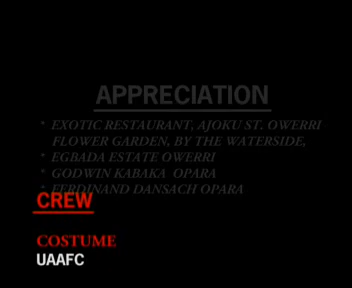 APPRECIATION
* EXOTIC RESTAURANT, AJOKU ST. OWERRI
FLOWER GARDEN, BY THE WATERSIDE,
* EGBADA ESTATE OWERRI
* GODWIN KABAKA OPARA
* FERDINAND DANSACH OPARA
CREW
COSTUME
UAAFC